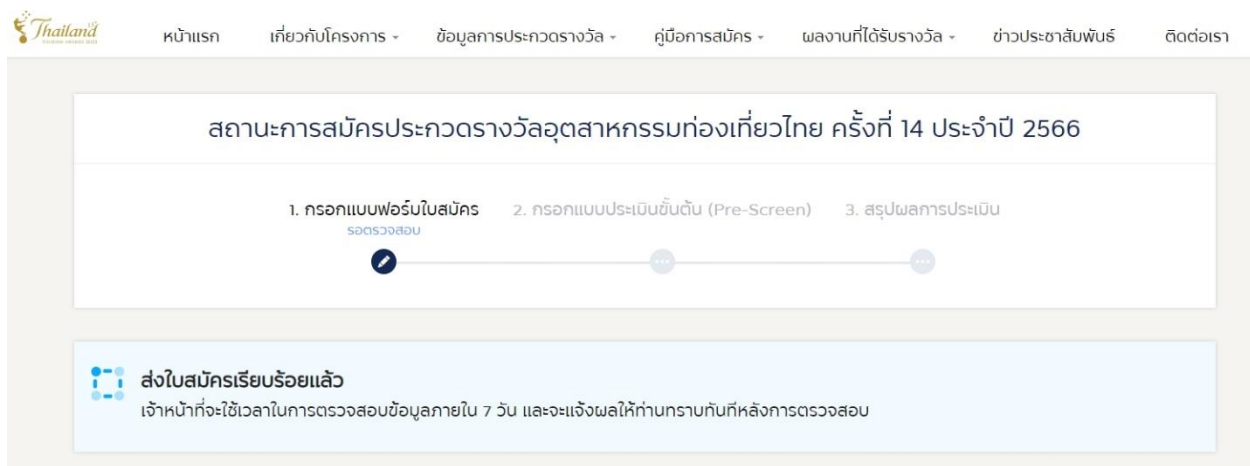 Thailand
หน้าแรก เกี่ยวกับโครงการ ข้อมูลการประกวดรางวัล คู่มือการสมัคร ผลงานที่ได้รับรางวัล ข่าวประชาสัมพันธ์ ติดต่อเรา
สถานะการสมัครประกวดรางวัลอุตสาหกรรมท่องเที่ยวไทย ครั้งที่ 14 ประจำปี 2566
1. กรอกแบบฟอร์มใบสมัคร 2. กรอกแบบประเมินขั้นต้น (Pre-Screen) 3. สรุปผลการประเมิน
รอตรวจสอบ
ส่งใบสมัครเรียบร้อยแล้ว
เจ้าหน้าที่จะใช้เวลาในการตรวจสอบข้อมูลภายใน 7 วัน และจะแจ้งผลให้ท่านทราบทันทีหลังการตรวจสอบ